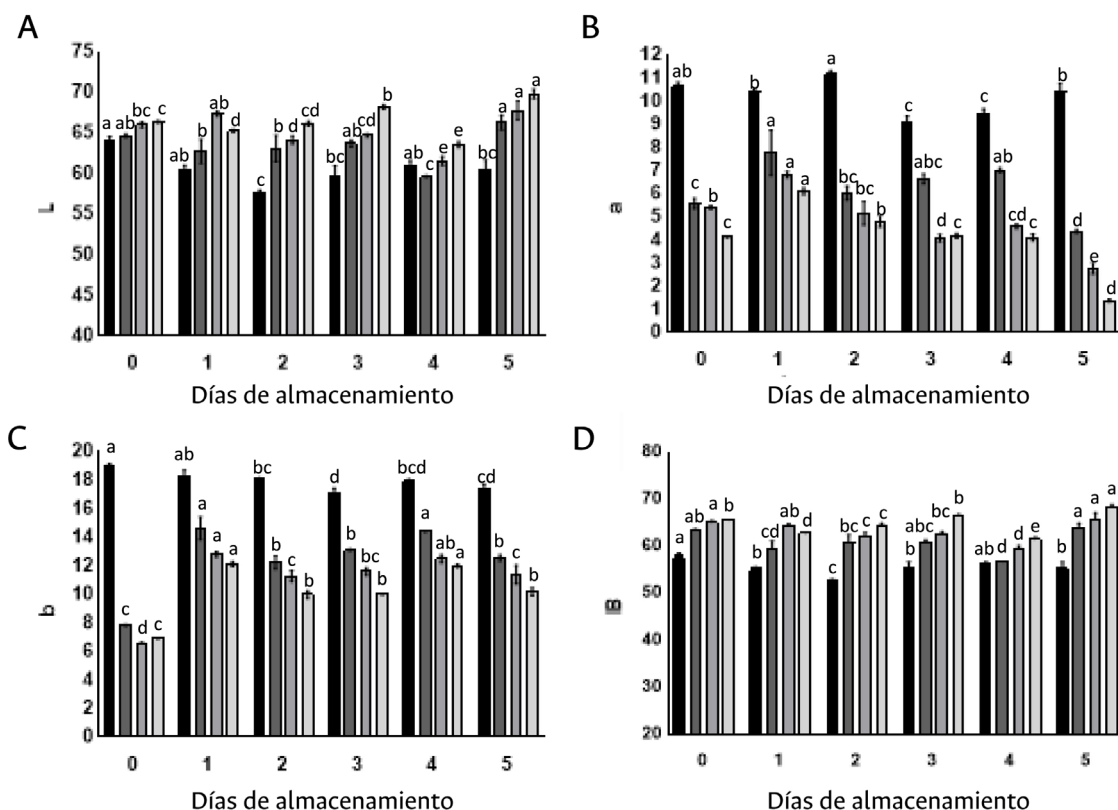 A
75
70
65
60
55
50
45
40
L
a ab bc c
ab b ab d
c b d cd
bc ab cd b
a c e e
bc a a a
0 1 2 3 4 5
Días de almacenamiento
B
12
11
10
9
8
7
6
5
4
3
2
1
0
a
ab c b c
b a a a
a bc bc b
c abc d c
c ab cd c
b d e d
0 1 2 3 4 5
Días de almacenamiento
C
20
18
16
14
12
10
8
6
4
2
0
b
a c d c
ab a a a
bc b c b
d b bc b
bcd a ab a
cd b c b
0 1 2 3 4 5
Días de almacenamiento
D
80
70
60
50
40
30
20
IB
a ab a b
b cd ab d
c bc c c
b abc c b
ab d d e
b a a a
0 1 2 3 4 5
Días de almacenamiento